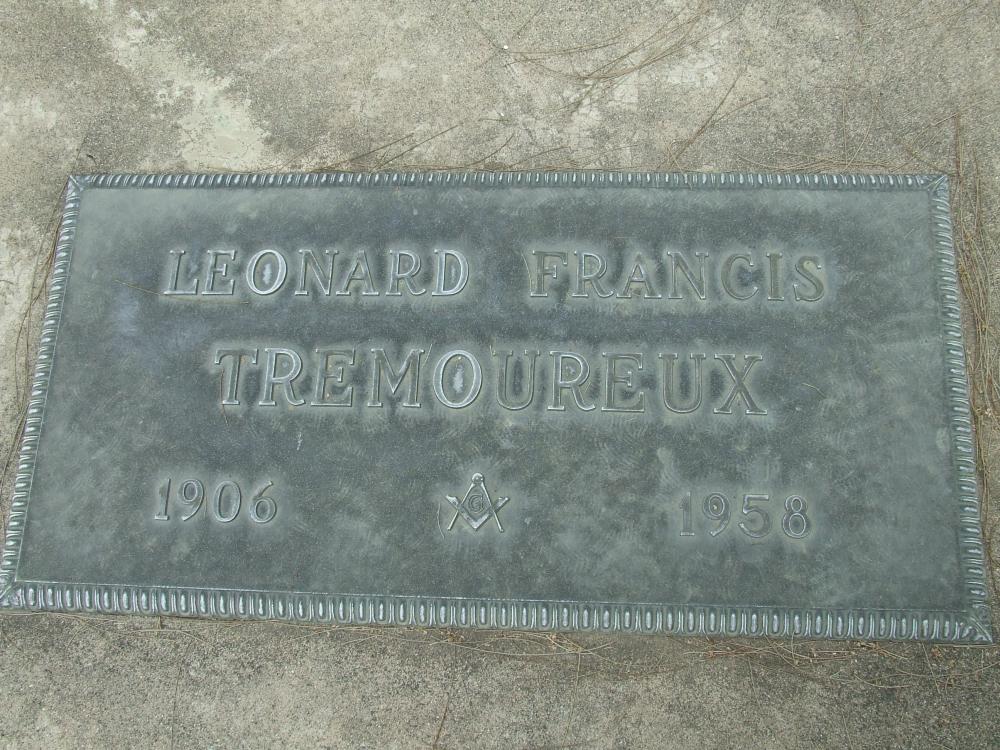 LEONARD FRANCIS
TREMOUREUX
1906 G 1958